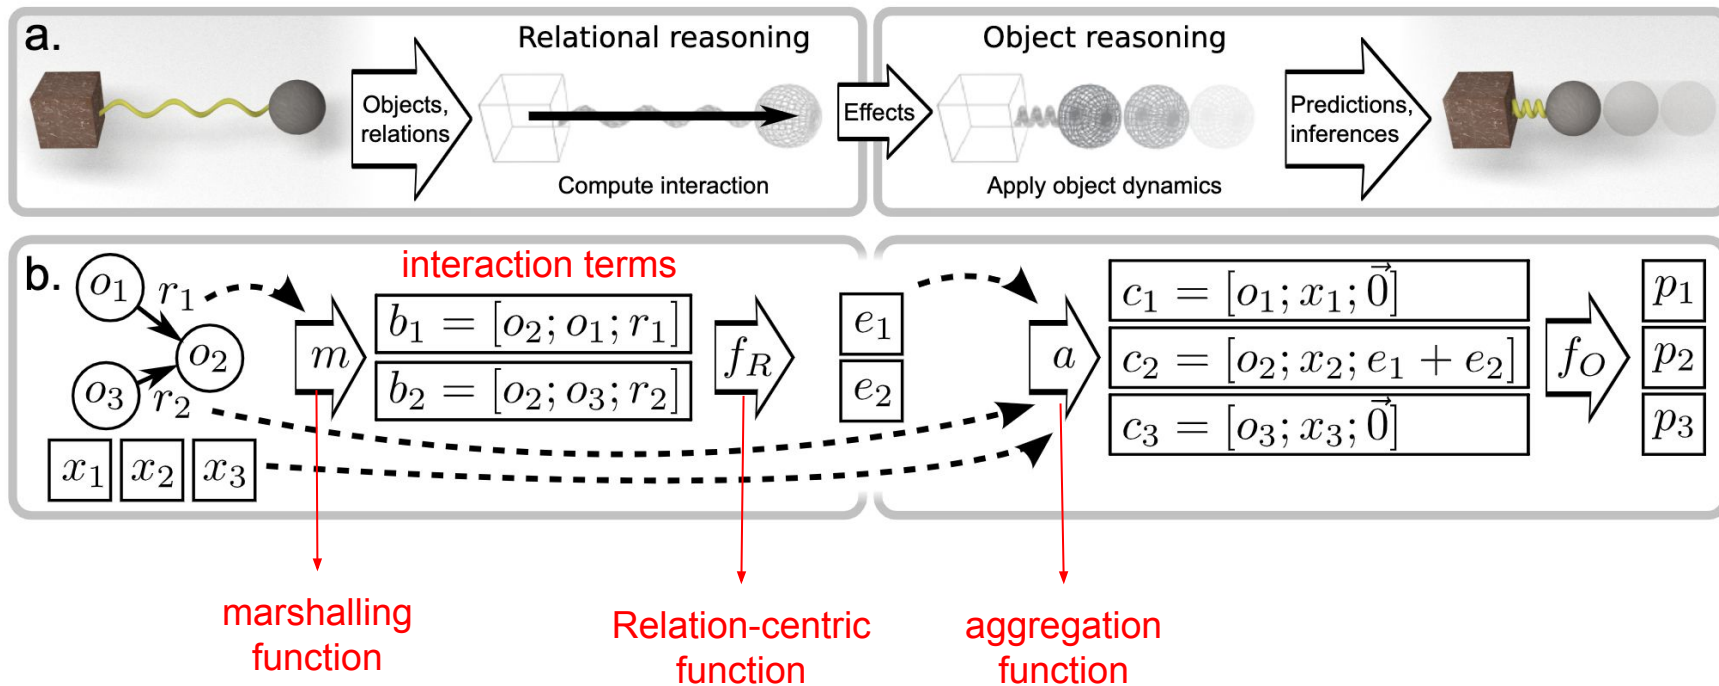 a.
Relational reasoning
Object reasoning
Objects,
relations
Effects
Predictions,
inferences
Compute interaction
Apply object dynamics
b.
interaction terms
o₁
r₁
o₂
o₃
r₂
x₁ x₂ x₃
m
b₁ = [o₂; o₁; r₁]
b₂ = [o₂; o₃; r₂]
f_R
e₁
e₂
a
c₁ = [o₁; x₁; 0⃗]
c₂ = [o₂; x₂; e₁ + e₂]
c₃ = [o₃; x₃; 0⃗]
f_O
p₁
p₂
p₃
marshalling
function
Relation-centric
function
aggregation
function